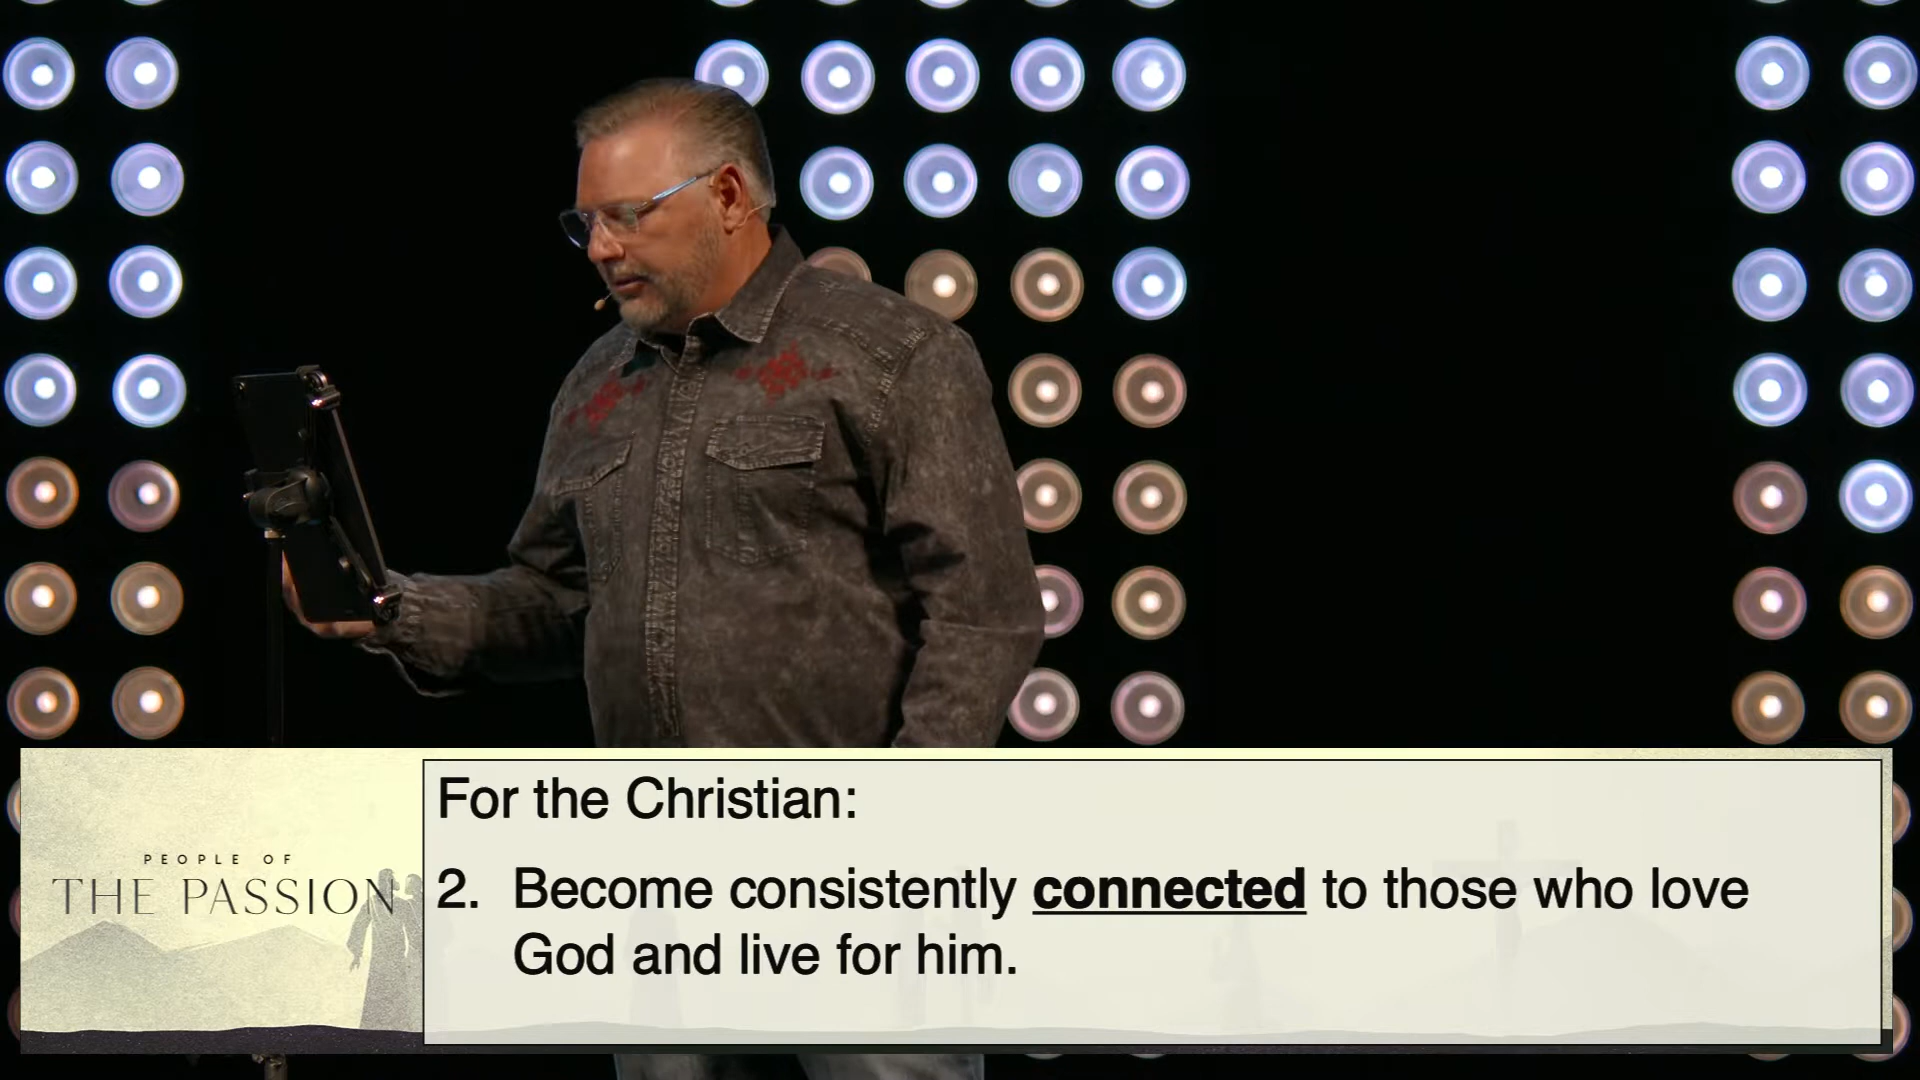 PEOPLE OF
THE PASSION
For the Christian:
2. Become consistently connected to those who love
God and live for him.